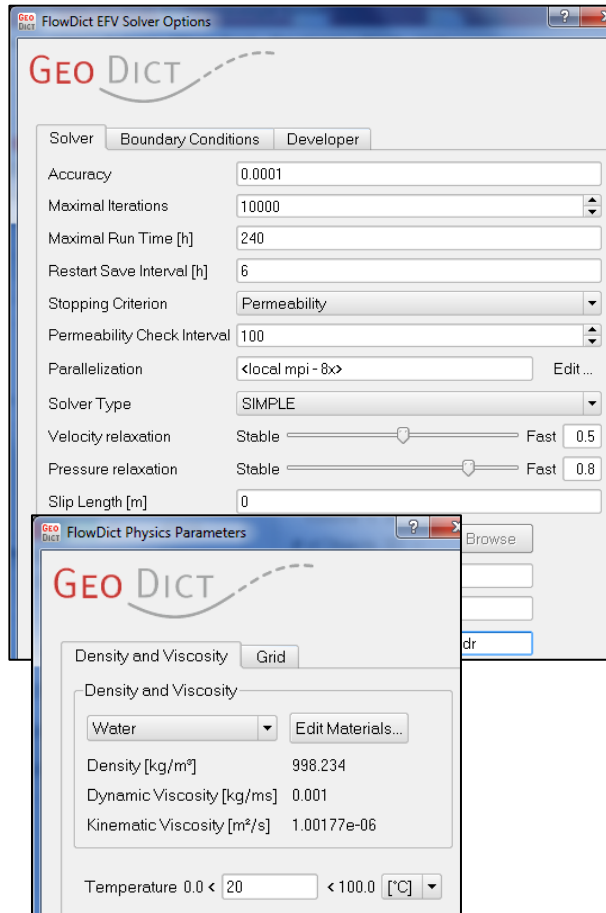 GEO DICT FlowDict EFV Solver Options ?
GEO DICT
Solver Boundary Conditions Developer
Accuracy 0.0001
Maximal Iterations 10000
Maximal Run Time [h] 240
Restart Save Interval [h] 6
Stopping Criterion Permeability
Permeability Check Interval 100
Parallelization <local mpi - 8x> Edit ...
Solver Type SIMPLE
Velocity relaxation Stable Fast 0.5
Pressure relaxation Stable Fast 0.8
Slip Length [m] 0
Browse
dr
GEO DICT FlowDict Physics Parameters ?
GEO DICT
Density and Viscosity Grid
Density and Viscosity
Water Edit Materials...
Density [kg/m³] 998.234
Dynamic Viscosity [kg/ms] 0.001
Kinematic Viscosity [m²/s] 1.00177e-06
Temperature 0.0 < 20 < 100.0 [°C]